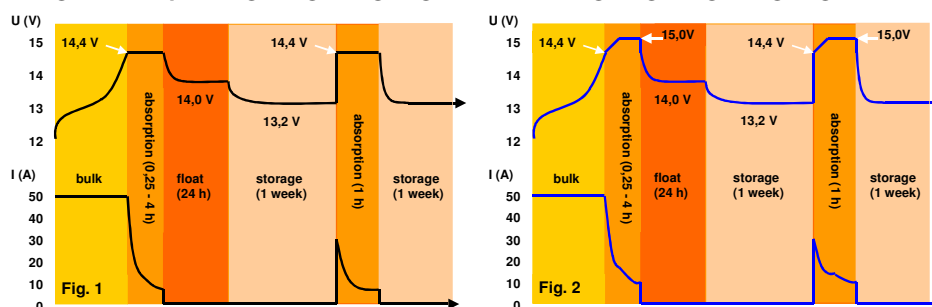 U (V)
15
14
13
12
14,4 V
14,0 V
13,2 V
14,4 V
absorption (0,25 - 4 h)
absorption (1 h)
I (A)
50
40
30
20
10
0
bulk
float
(24 h)
storage
(1 week)
storage
(1 week)
Fig. 1
U (V)
15
14
13
12
14,4 V
15,0V
14,0 V
13,2 V
14,4 V
15,0V
absorption (0,25 - 4 h)
absorption (1 h)
I (A)
50
40
30
20
10
0
bulk
float
(24 h)
storage
(1 week)
storage
(1 week)
Fig. 2